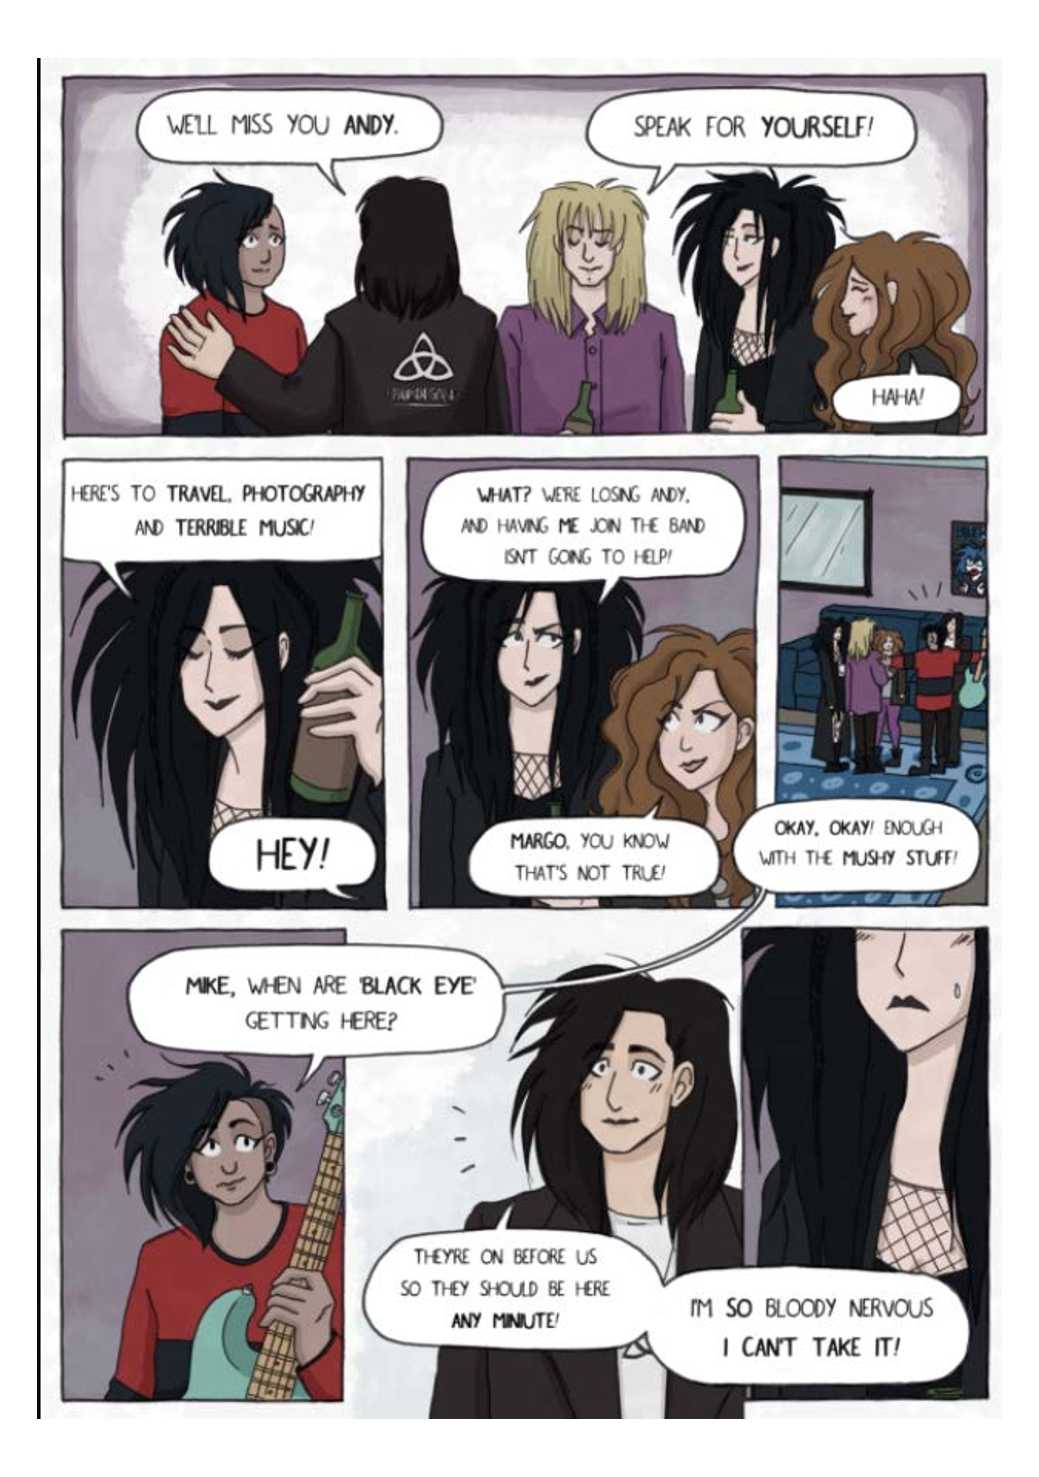 WE'LL MISS YOU ANDY.
SPEAK FOR YOURSELF!
HAHA!
HERE'S TO TRAVEL, PHOTOGRAPHY
AND TERRIBLE MUSIC!
HEY!
WHAT? WE'RE LOSING ANDY,
AND HAVING ME JOIN THE BAND
ISN'T GOING TO HELP!
MARGO, YOU KNOW
THAT'S NOT TRUE!
OKAY, OKAY! ENOUGH
WITH THE MUSHY STUFF!
MIKE, WHEN ARE 'BLACK EYE'
GETTING HERE?
THEY'RE ON BEFORE US
SO THEY SHOULD BE HERE
ANY MINIUTE!
I'M SO BLOODY NERVOUS
I CAN'T TAKE IT!